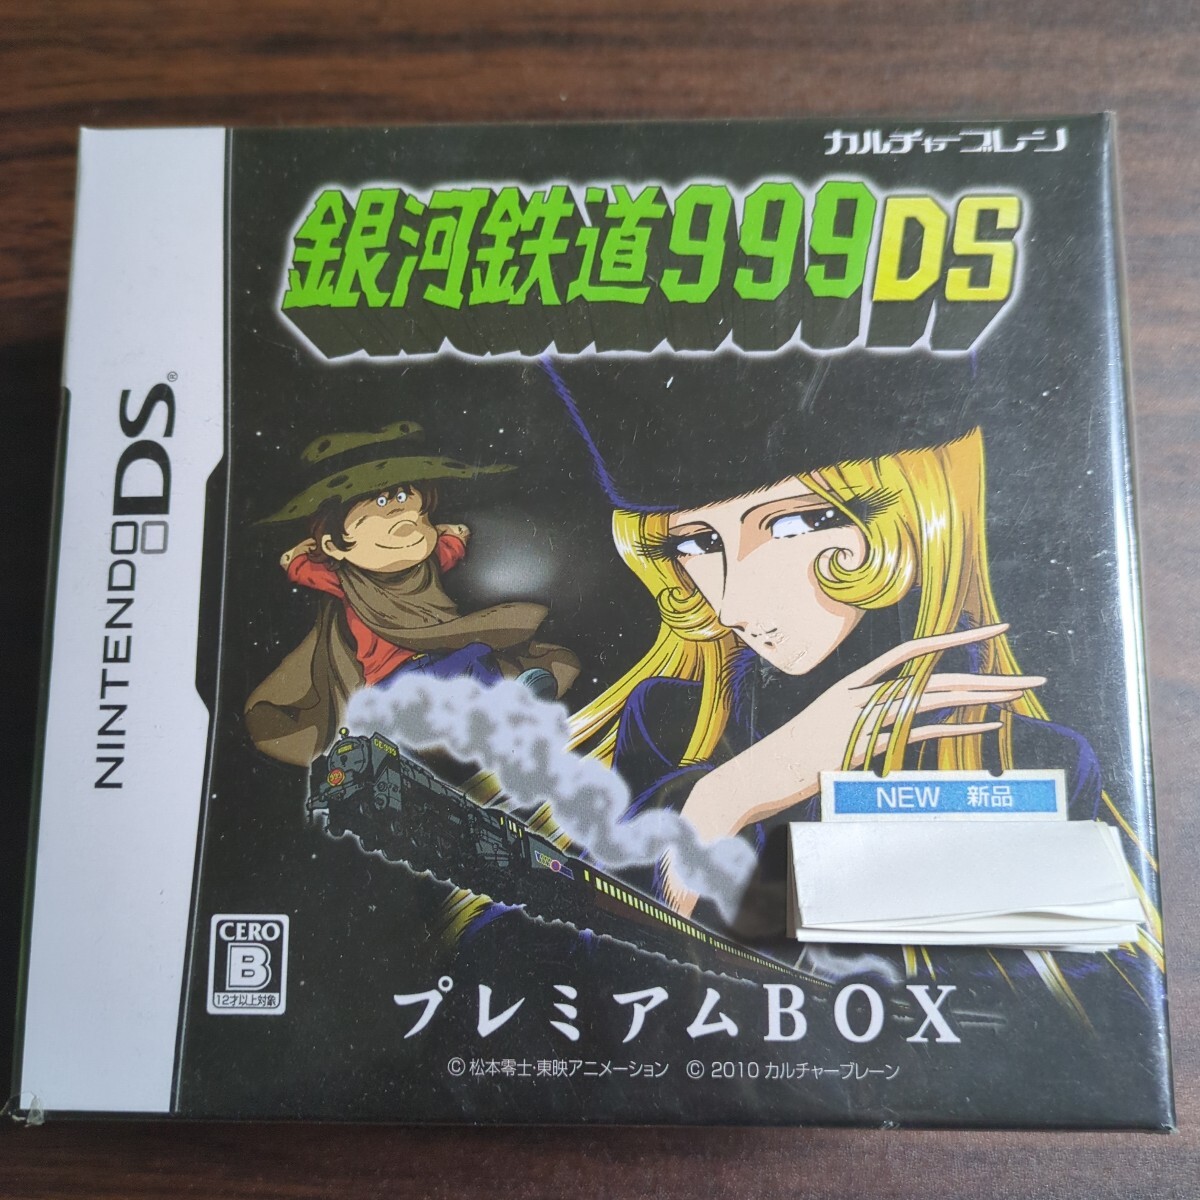 カルチャーブレーン
銀河鉄道999DS
NINTENDO DS®
C62-999
999
NEW 新品
CERO
B
12才以上対象
プレミアムBOX
© 松本零士・東映アニメーション © 2010 カルチャーブレーン